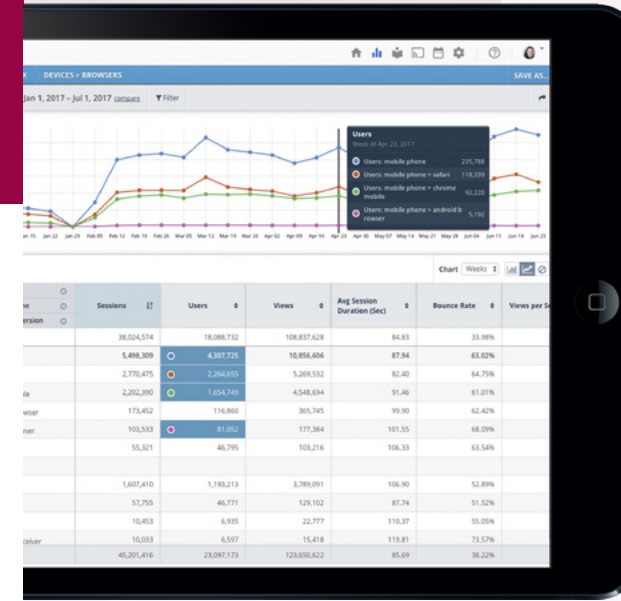 DEVICES > BROWSERS
SAVE AS...
Jan 1, 2017 – Jul 1, 2017 compare Filter
Users
Week of Apr 23, 2017
Users: mobile phone 235,788
Users: mobile phone > safari 119,339
Users: mobile phone > chrome mobile 62,220
Users: mobile phone > android b rowser 5,192
Jan 15 Jan 22 Jan 29 Feb 05 Feb 12 Feb 19 Feb 26 Mar 05 Mar 12 Mar 19 Mar 26 Apr 02 Apr 09 Apr 16 Apr 23 Apr 30 May 07 May 14 May 21 May 28 Jun 04 Jun 11 Jun 18 Jun 25
Chart Weeks
Sessions Users Views Avg Session Duration (Sec) Bounce Rate Views per Se
ersion
38,024,574 18,088,732 108,837,628 84.83 33.98%
5,498,309 4,307,725 10,856,606 87.94 63.02%
2,770,475 2,264,655 5,269,532 82.40 64.75%
2,202,390 1,654,749 4,548,694 91.46 61.01%
wser 173,452 116,860 365,745 99.90 62.42%
wser 103,533 81,052 177,384 101.55 68.09%
55,321 46,795 103,216 106.33 63.54%
1,607,410 1,193,213 3,789,091 106.90 52.89%
57,755 46,771 129,102 87.74 51.52%
10,453 6,935 22,777 110.37 55.05%
ceiver 10,033 6,597 15,418 119.81 73.57%
45,201,416 23,097,173 123,650,622 85.69 38.22%